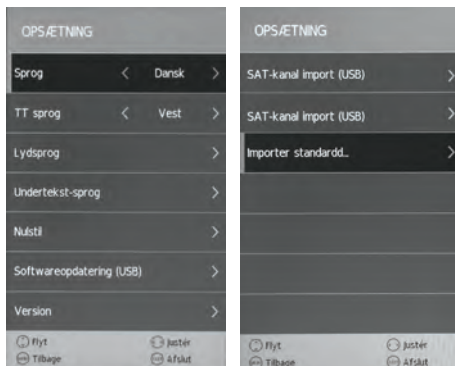 OPSÆTNING
Sprog < Dansk >
TT sprog < Vest >
Lydsprog >
Undertekst-sprog >
Nulstil >
Softwareopdatering (USB) >
Version >
Flyt Justér
Tilbage Afslut
OPSÆTNING
SAT-kanal import (USB) >
SAT-kanal import (USB) >
Importer standardd... >
Flyt Justér
Tilbage Afslut